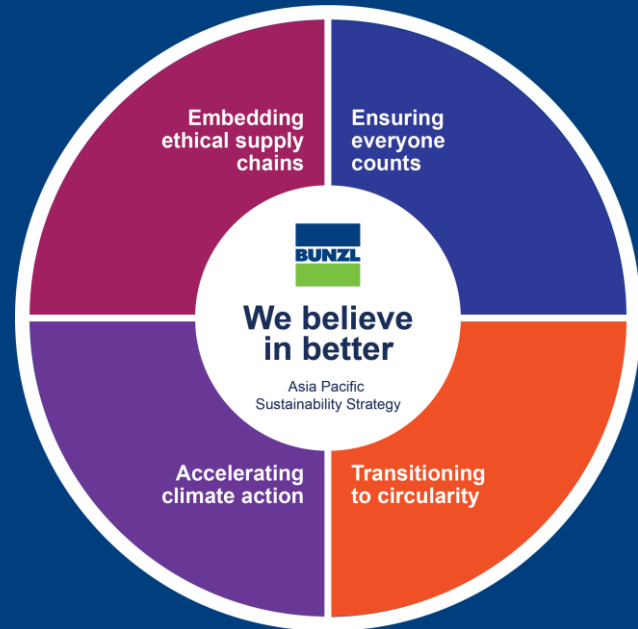 Embedding
ethical supply
chains
Ensuring
everyone
counts
BUNZL
We believe
in better
Asia Pacific
Sustainability Strategy
Accelerating
climate action
Transitioning
to circularity